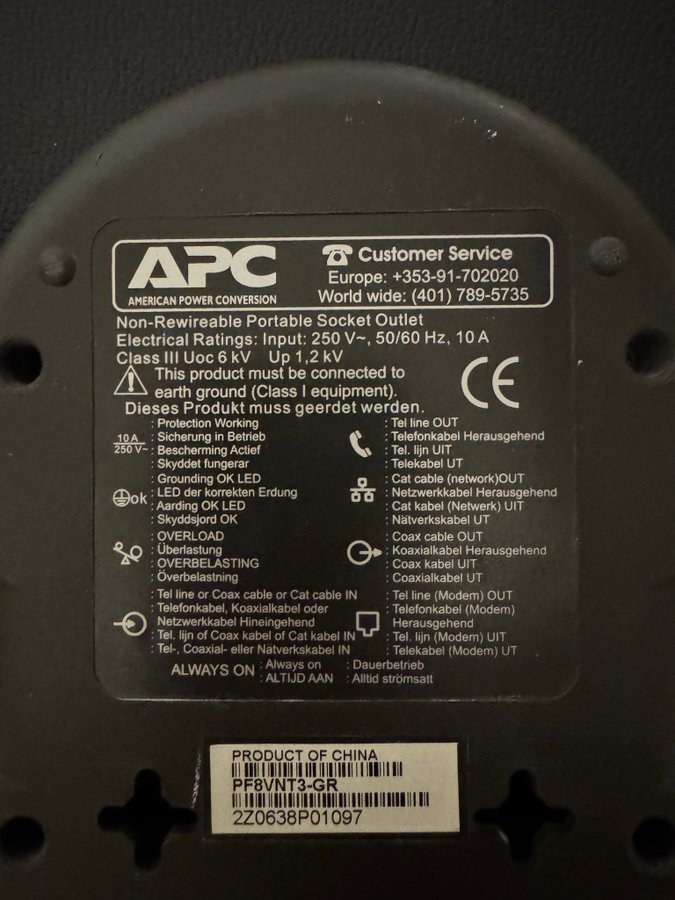 APC
AMERICAN POWER CONVERSION
Customer Service
Europe: +353-91-702020
World wide: (401) 789-5735
Non-Rewireable Portable Socket Outlet
Electrical Ratings: Input: 250 V~, 50/60 Hz, 10 A
Class III Uoc 6 kV Up 1,2 kV
This product must be connected to
earth ground (Class I equipment).
CE
Dieses Produkt muss geerdet werden.
10 A
250 V~
: Protection Working
: Sicherung in Betrieb
: Bescherming Actief
: Skyddet fungerar
ok
: Grounding OK LED
: LED der korrekten Erdung
: Aarding OK LED
: Skyddsjord OK
: OVERLOAD
: Überlastung
: OVERBELASTING
: Överbelastning
: Tel line or Coax cable or Cat cable IN
: Telefonkabel, Koaxialkabel oder
Netzwerkkabel Hineingehend
: Tel. lijn of Coax kabel of Cat kabel IN
: Tel-, Coaxial- eller Nätverskabel IN
: Tel line OUT
: Telefonkabel Herausgehend
: Tel. lijn UIT
: Telekabel UT
: Cat cable (network)OUT
: Netzwerkkabel Herausgehend
: Cat kabel (Netwerk) UIT
: Nätverskabel UT
: Coax cable OUT
: Koaxialkabel Herausgehend
: Coax kabel UIT
: Coaxialkabel UT
: Tel line (Modem) OUT
: Telefonkabel (Modem)
Herausgehend
: Tel. lijn (Modem) UIT
: Telekabel (Modem) UT
ALWAYS ON : Always on : Dauerbetrieb
: ALTIJD AAN : Alltid strömsatt
PRODUCT OF CHINA
PF8VNT3-GR
2Z0638P01097